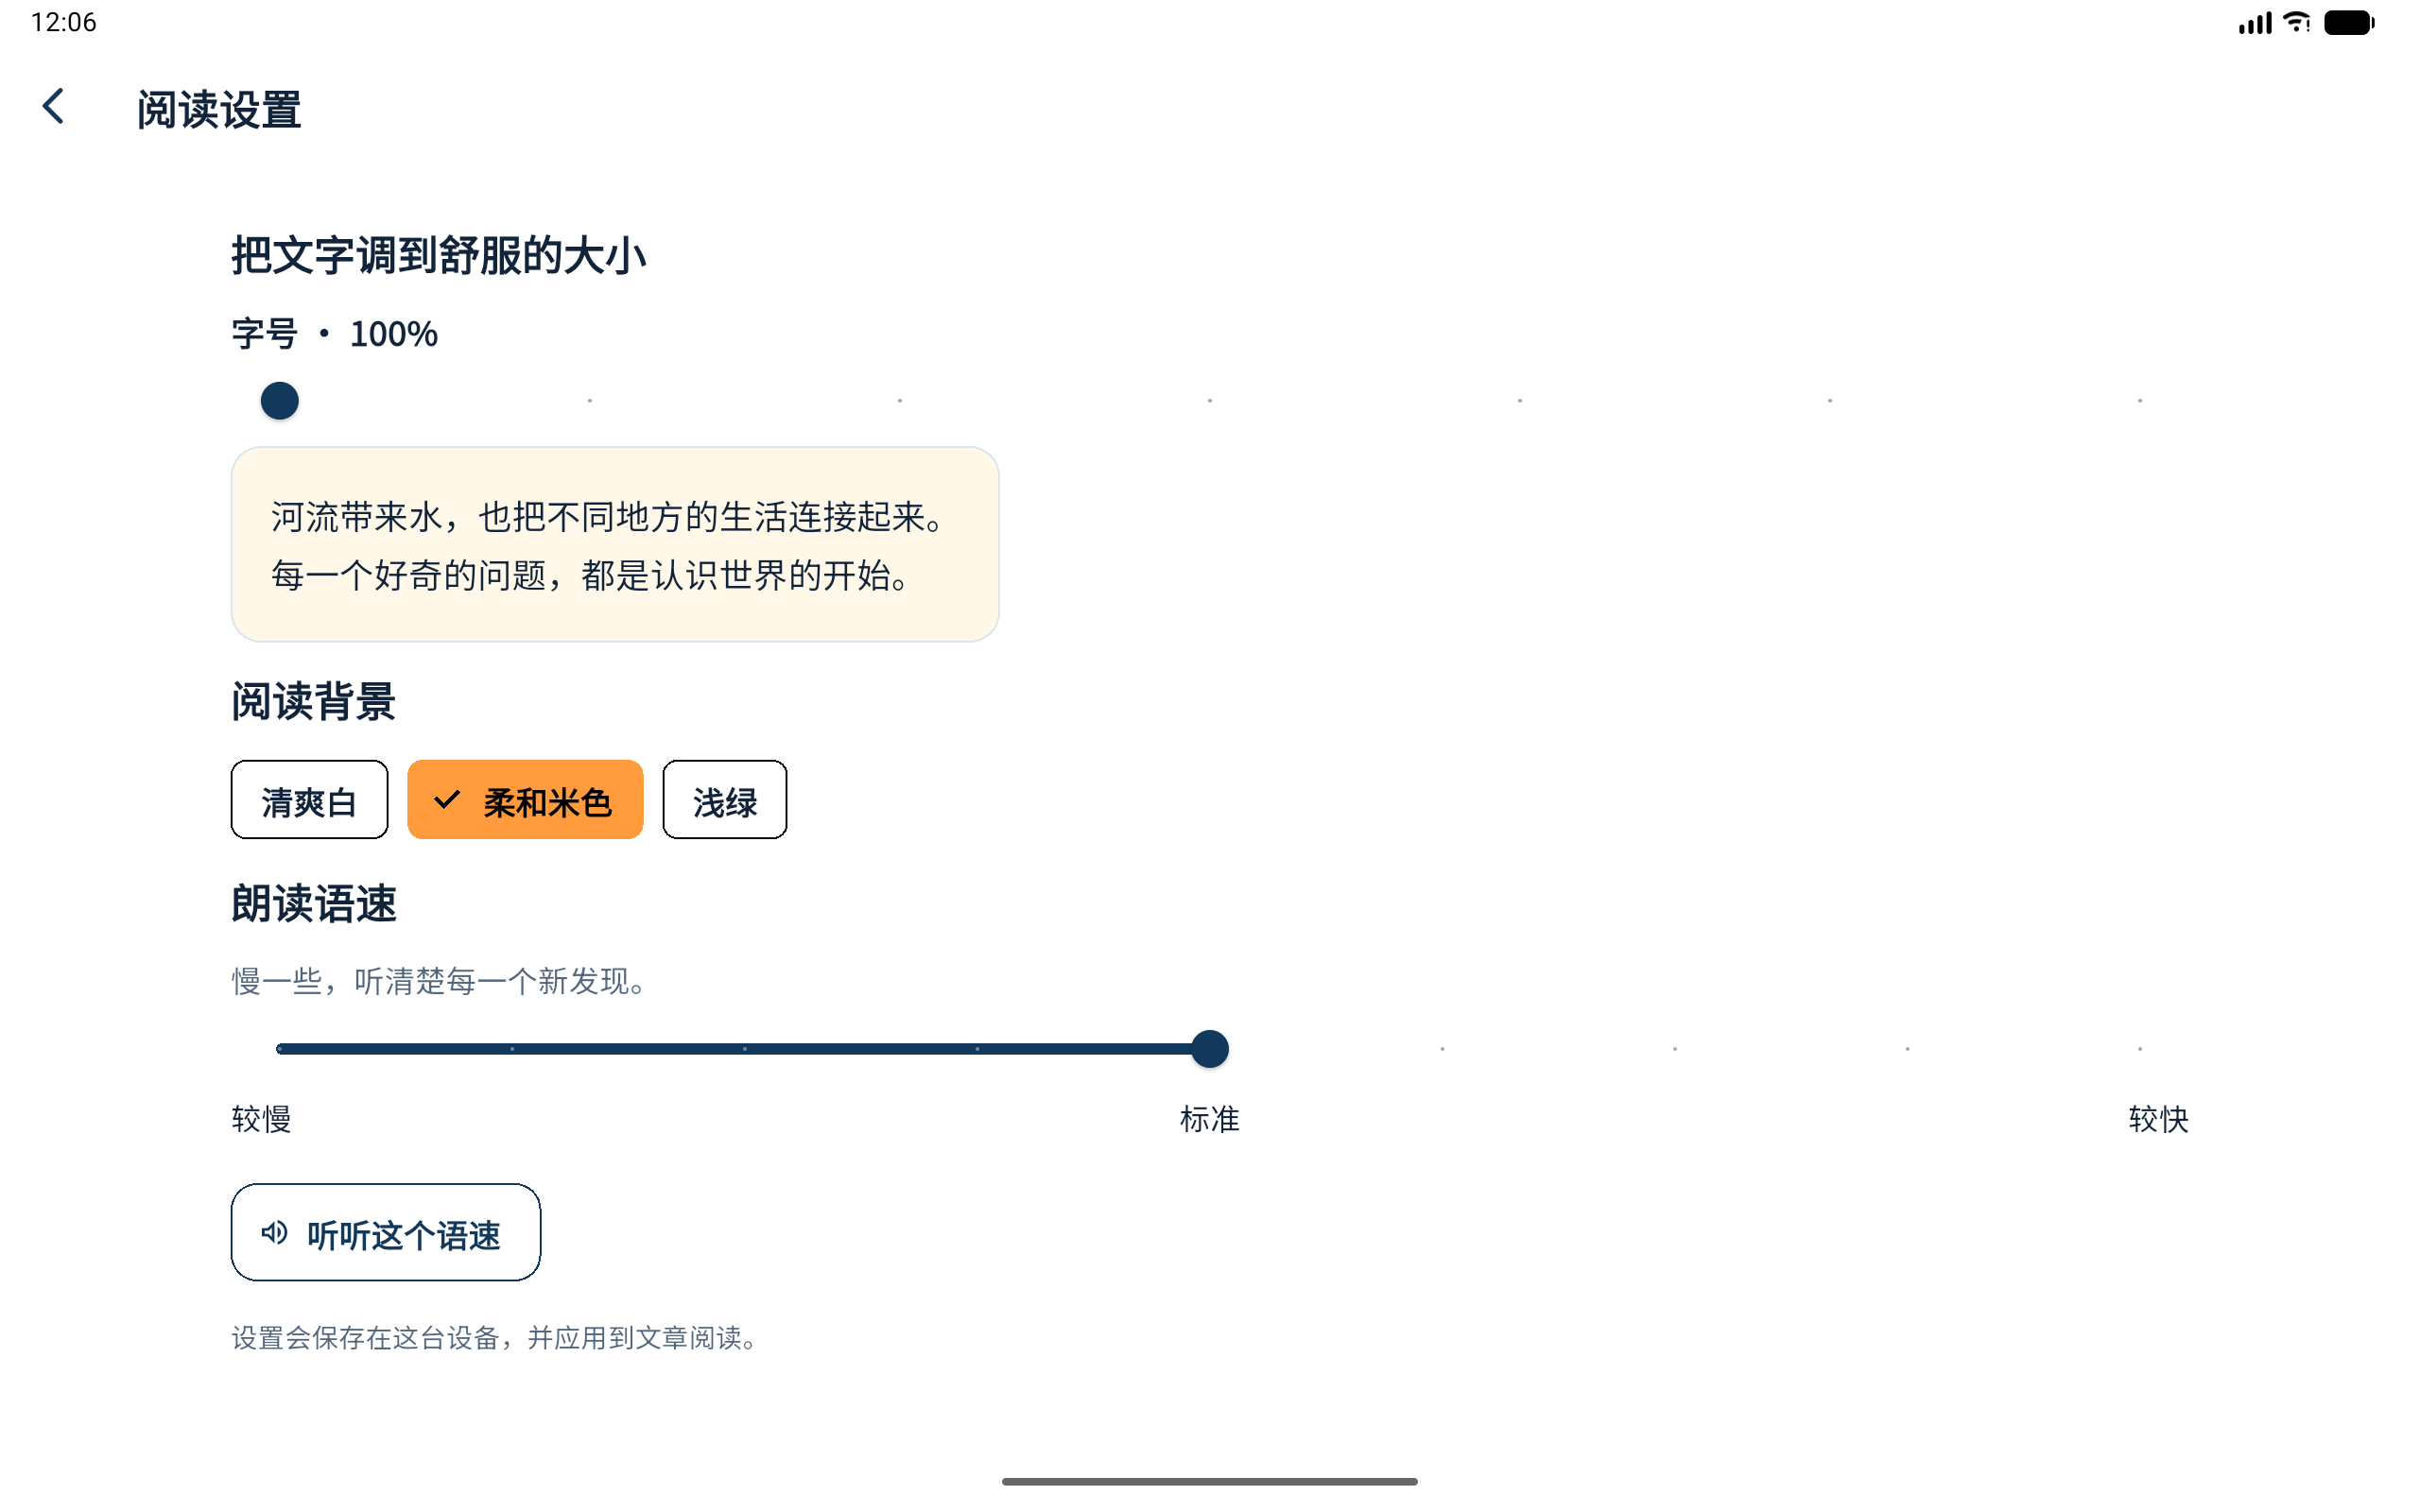 12:06
阅读设置
把文字调到舒服的大小
字号 · 100%
河流带来水，也把不同地方的生活连接起来。
每一个好奇的问题，都是认识世界的开始。
阅读背景
清爽白 柔和米色 浅绿
朗读语速
慢一些，听清楚每一个新发现。
较慢 标准 较快
听听这个语速
设置会保存在这台设备，并应用到文章阅读。